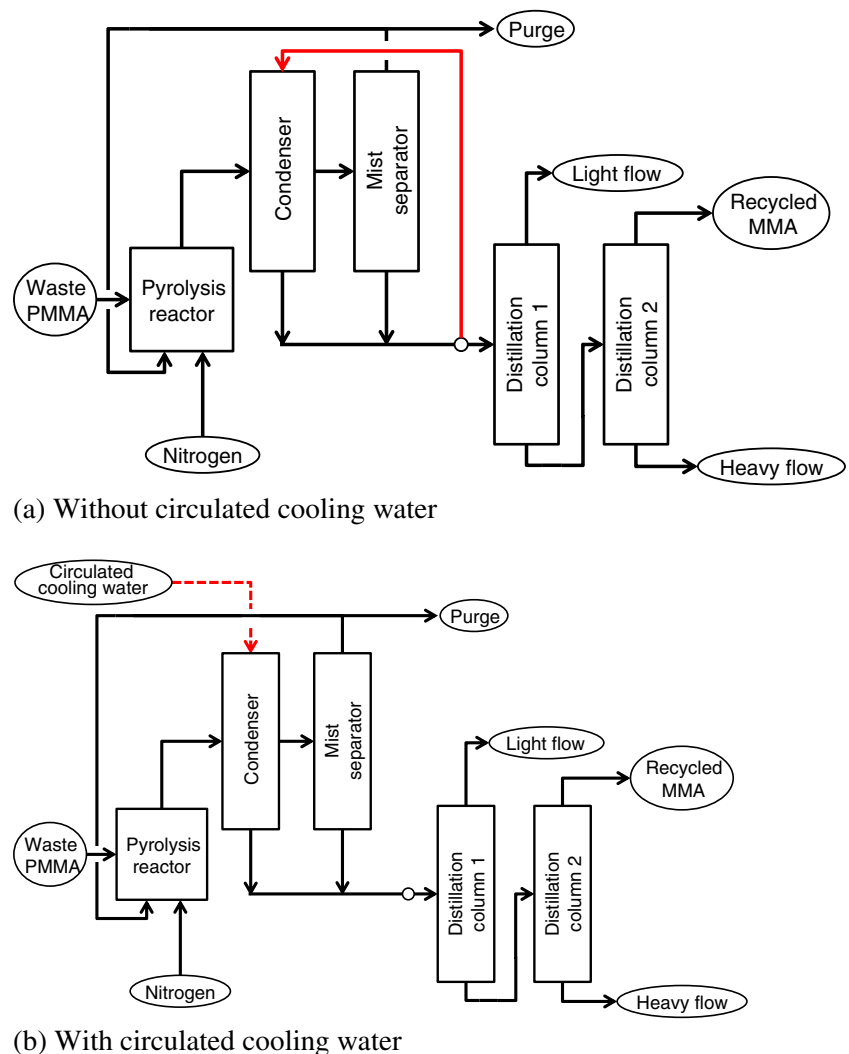 Purge
Condenser
Mist
separator
Light flow
Recycled
MMA
Waste
PMMA
Pyrolysis
reactor
Distillation
column 1
Distillation
column 2
Nitrogen
Heavy flow
(a) Without circulated cooling water
Circulated
cooling water
Purge
Condenser
Mist
separator
Light flow
Recycled
MMA
Waste
PMMA
Pyrolysis
reactor
Distillation
column 1
Distillation
column 2
Nitrogen
Heavy flow
(b) With circulated cooling water